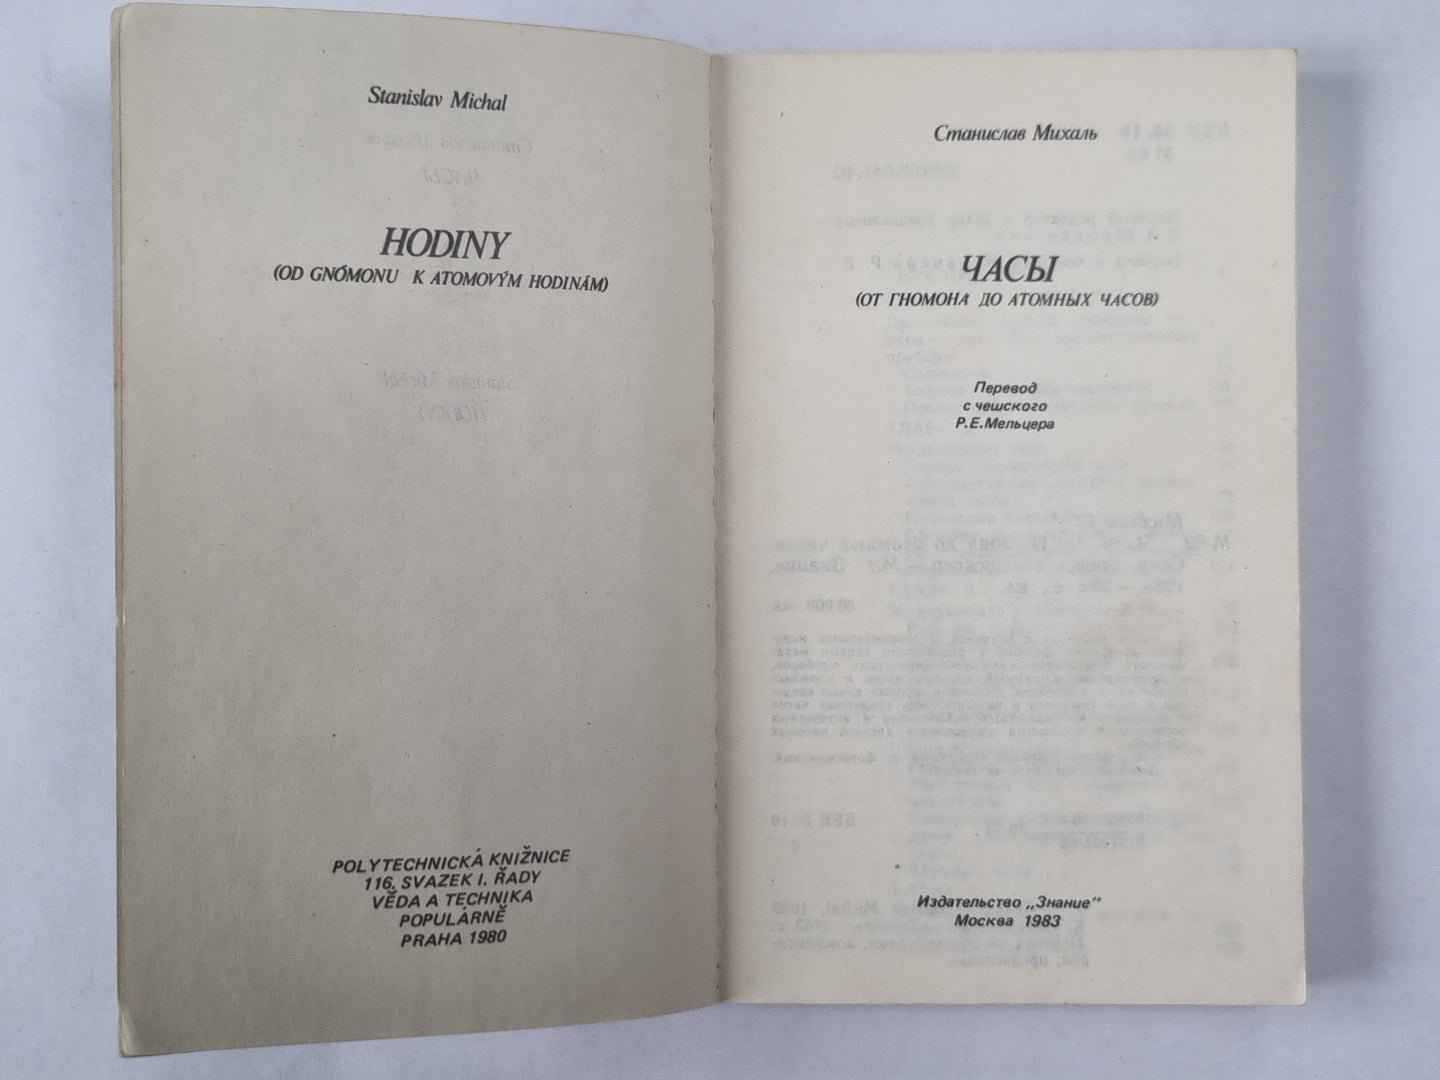 Stanislav Michal
HODINY
(OD GNÓMONU K ATOMOVÝM HODINÁM)
POLYTECHNICKÁ KNIŽNICE
116. SVAZEK I. ŘADY
VĚDA A TECHNIKA
POPULÁRNĚ
PRAHA 1980
Станислав Михаль
ЧАСЫ
(ОТ ГНОМОНА ДО АТОМНЫХ ЧАСОВ)
Перевод
с чешского
Р.Е.Мельцера
Издательство „Знание“
Москва 1983